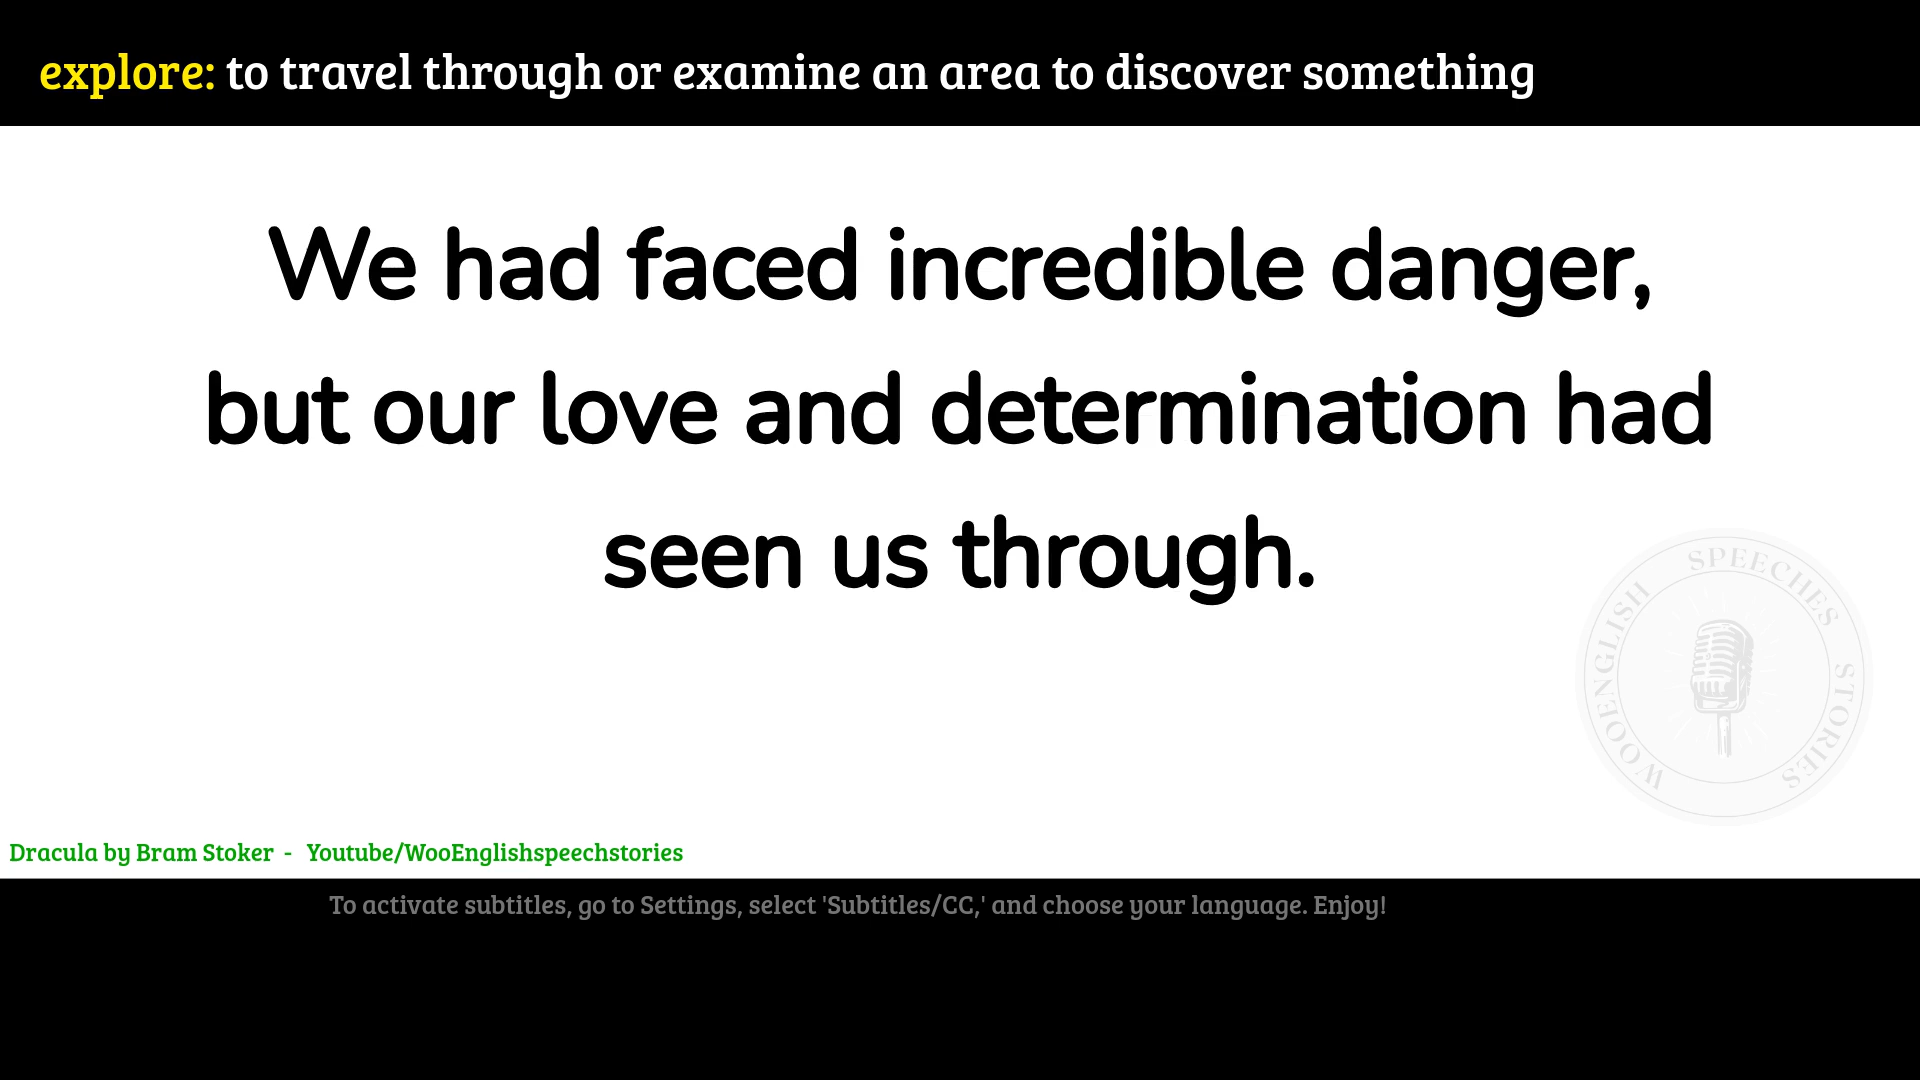 explore: to travel through or examine an area to discover something
We had faced incredible danger,
but our love and determination had
seen us through.
WOOENGLISH SPEECHES STORIES
Dracula by Bram Stoker - Youtube/WooEnglishspeechstories
To activate subtitles, go to Settings, select 'Subtitles/CC,' and choose your language. Enjoy!